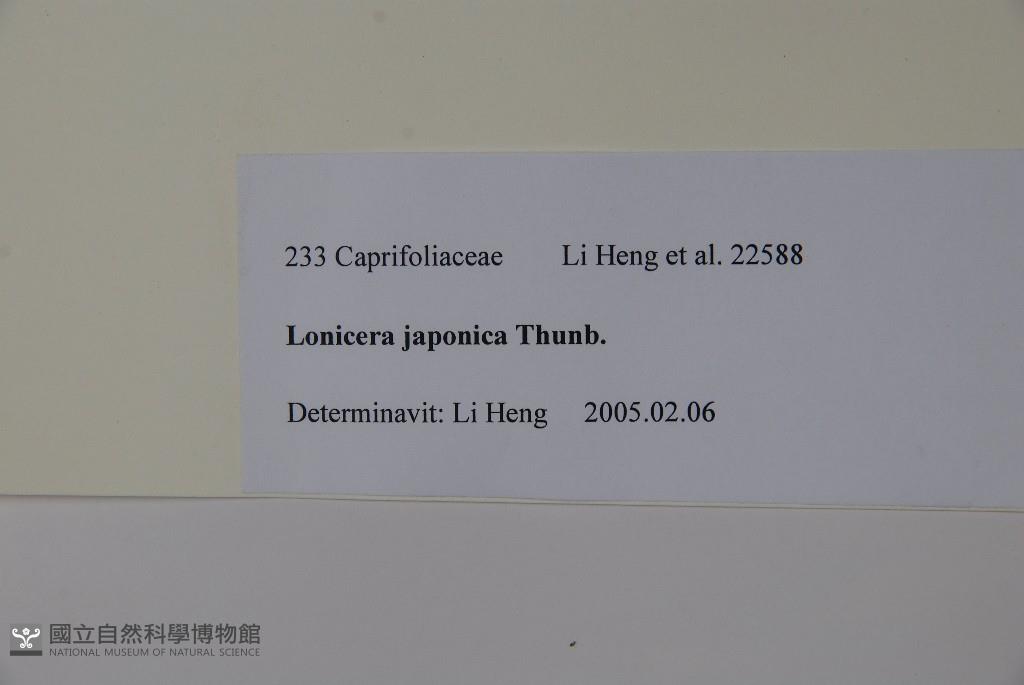 233 Caprifoliaceae Li Heng et al. 22588
Lonicera japonica Thunb.
Determinavit: Li Heng 2005.02.06
國立自然科學博物館
NATIONAL MUSEUM OF NATURAL SCIENCE